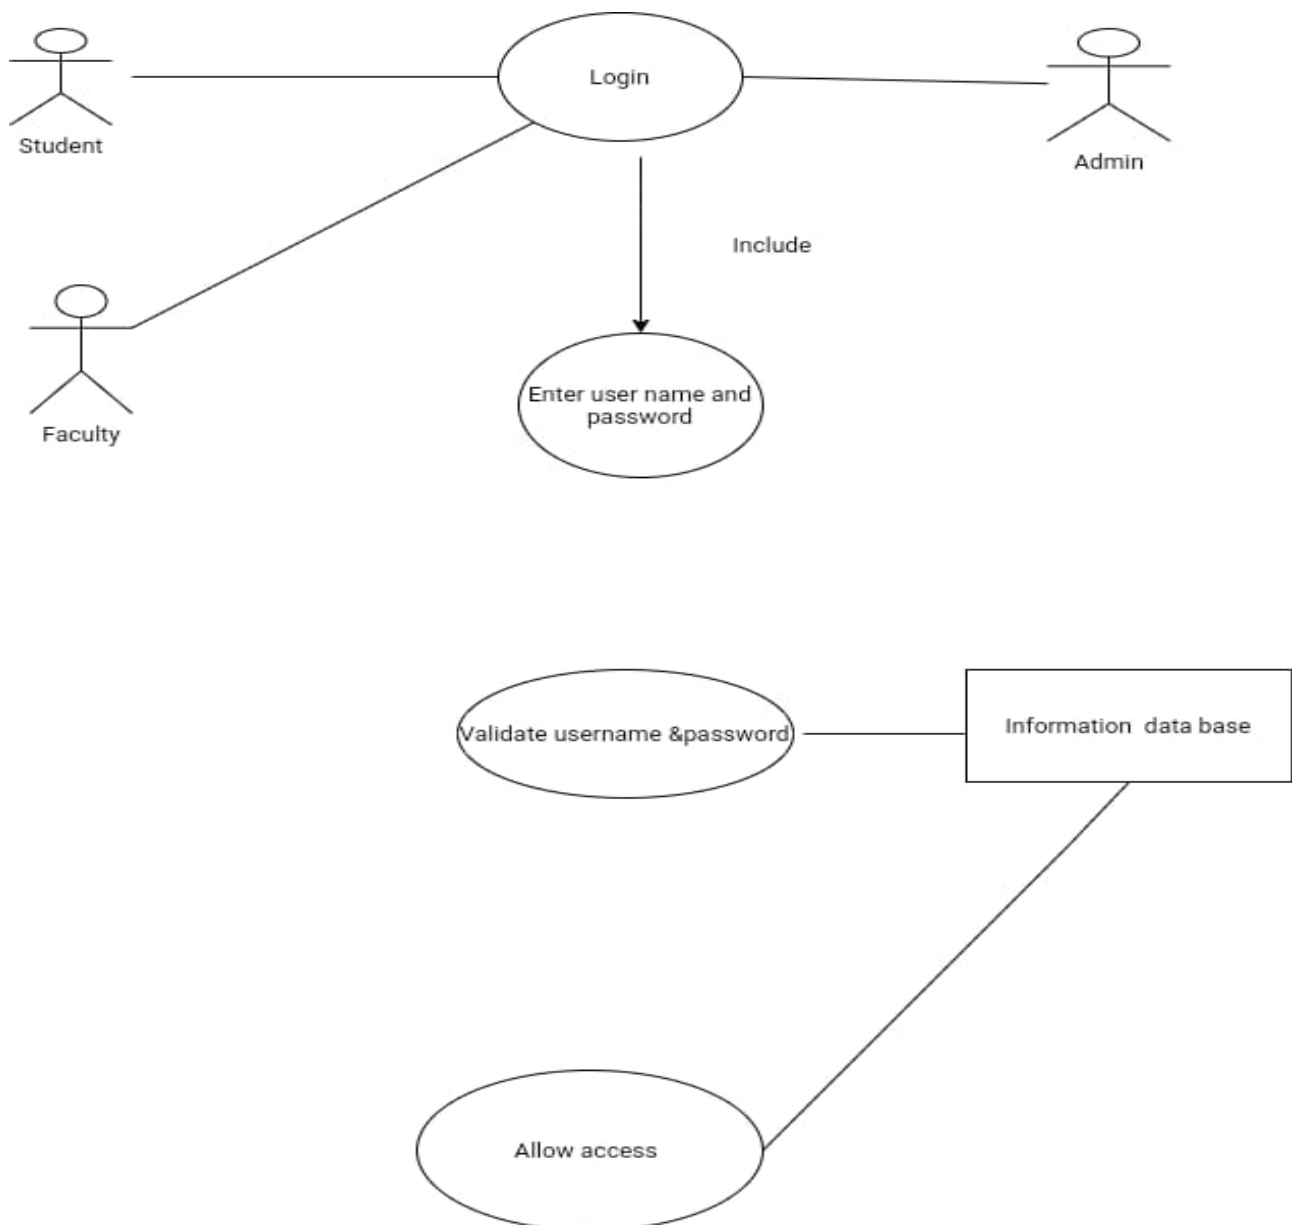 Login
Student
Admin
Include
Enter user name and
password
Faculty
Validate username &password
Information  data base
Allow access